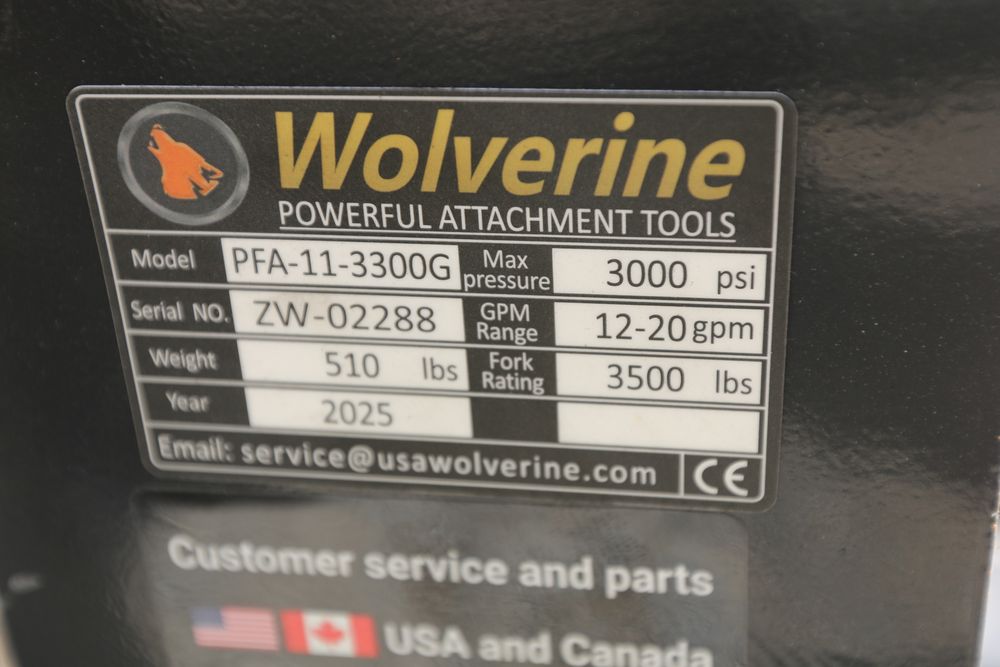 Wolverine
POWERFUL ATTACHMENT TOOLS
Model PFA-11-3300G Max pressure 3000 psi
Serial NO. ZW-02288 GPM Range 12-20 gpm
Weight 510 lbs Fork Rating 3500 lbs
Year 2025
Email: service@usawolverine.com CE
Customer service and parts
USA and Canada